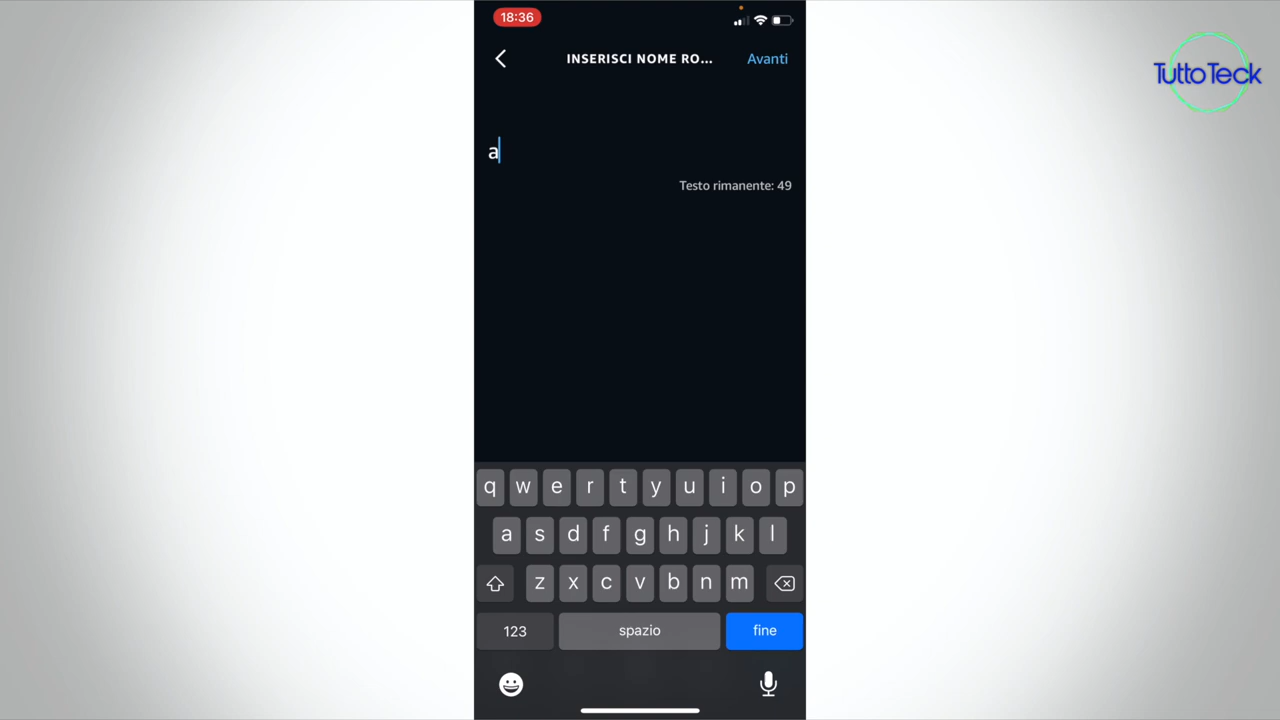 18:36
INSERISCI NOME RO... Avanti
TuttoTeck
a
Testo rimanente: 49
q w e r t y u i o p
a s d f g h j k l
z x c v b n m
123 spazio fine